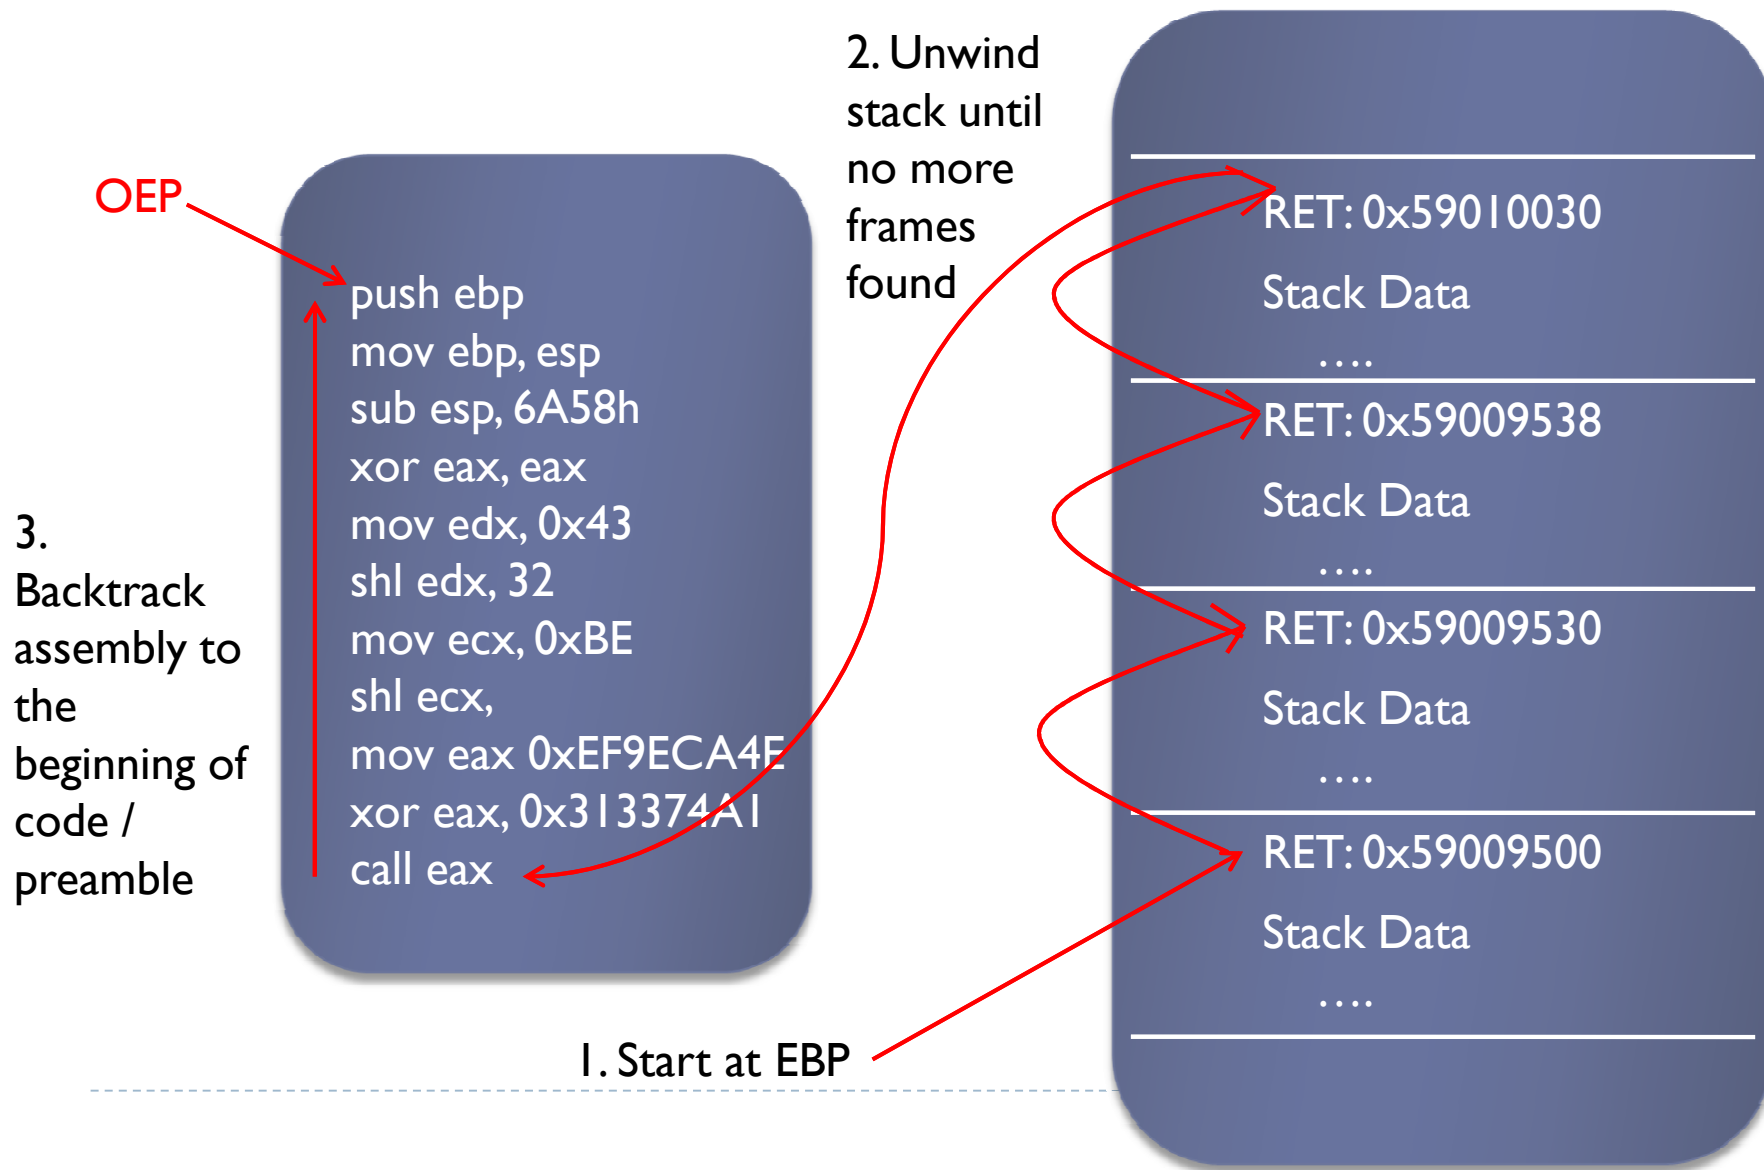 OEP
push ebp
mov ebp, esp
sub esp, 6A58h
xor eax, eax
mov edx, 0x43
shl edx, 32
mov ecx, 0xBE
shl ecx,
mov eax 0xEF9ECA4E
xor eax, 0x313374A1
call eax
3.
Backtrack
assembly to
the
beginning of
code /
preamble
2. Unwind
stack until
no more
frames
found
RET: 0x59010030
Stack Data
....
RET: 0x59009538
Stack Data
....
RET: 0x59009530
Stack Data
....
RET: 0x59009500
Stack Data
....
1. Start at EBP